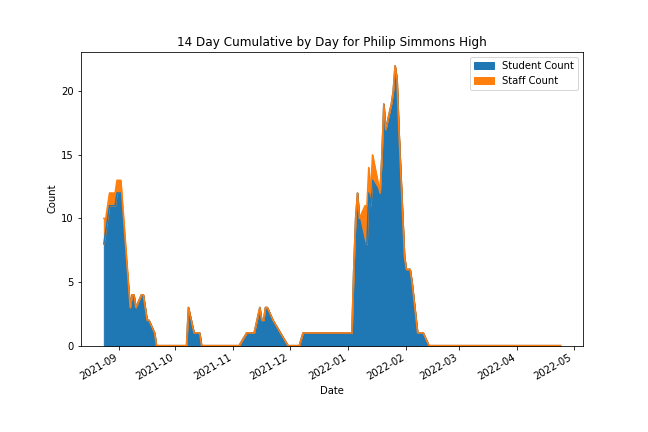 14 Day Cumulative by Day for Philip Simmons High
Student Count
Staff Count
Count
20
15
10
5
0
2021-09
2021-10
2021-11
2021-12
2022-01
2022-02
2022-03
2022-04
2022-05
Date